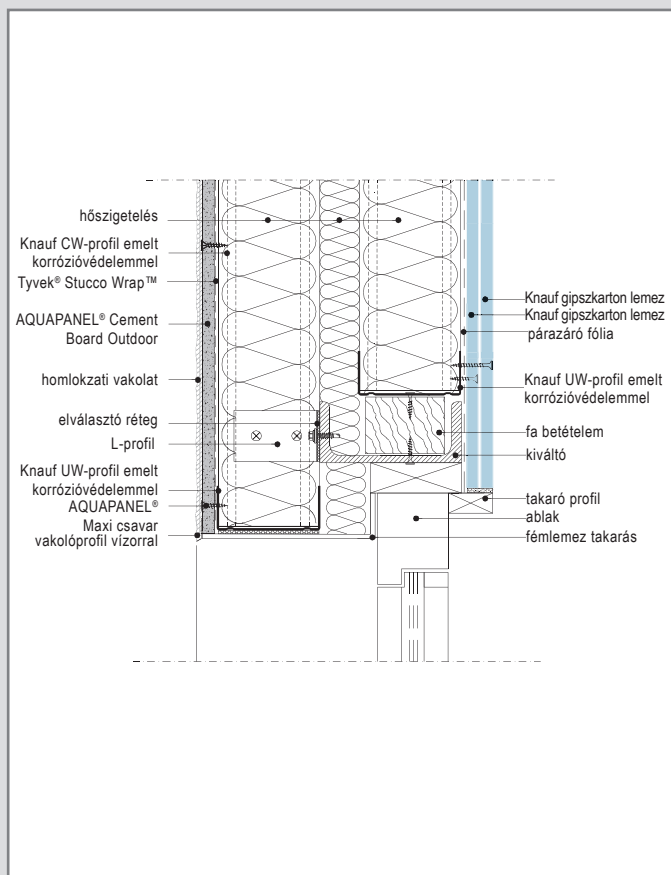 hőszigetelés
Knauf CW-profil emelt
korrózióvédelemmel
Tyvek® Stucco Wrap™
AQUAPANEL® Cement
Board Outdoor
homlokzati vakolat
elválasztó réteg
L-profil
Knauf UW-profil emelt
korrózióvédelemmel
AQUAPANEL®
Maxi csavar
vakolóprofil vízorral
Knauf gipszkarton lemez
Knauf gipszkarton lemez
párazáró fólia
Knauf UW-profil emelt
korrózióvédelemmel
fa betételem
kiváltó
takaró profil
ablak
fémlemez takarás